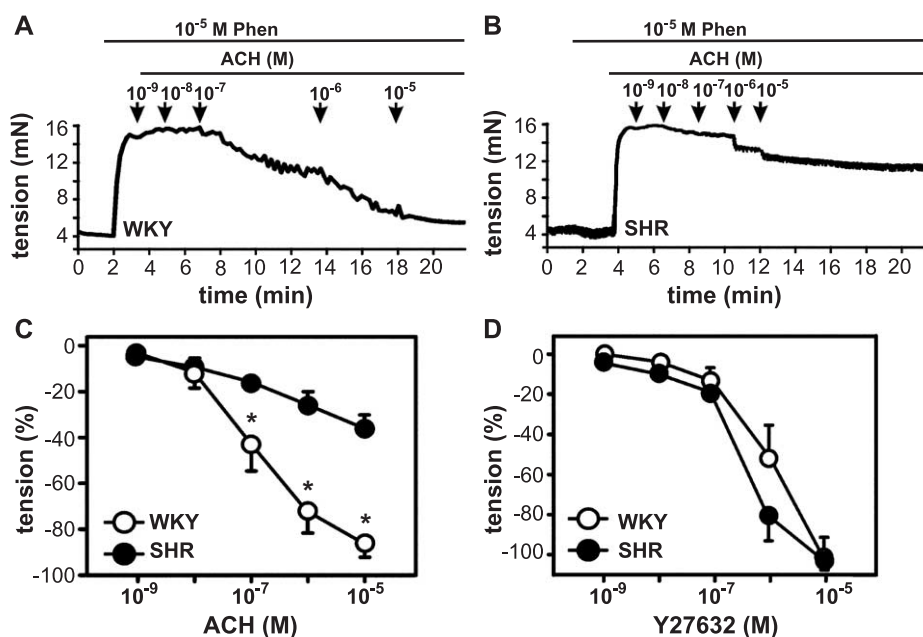 A
10⁻⁵ M Phen
ACH (M)
10⁻⁹ 10⁻⁸ 10⁻⁷ 10⁻⁶ 10⁻⁵
tension (mN)
16
12
8
4
WKY
0 2 4 6 8 10 12 14 16 18 20
time (min)
B
10⁻⁵ M Phen
ACH (M)
10⁻⁹ 10⁻⁸ 10⁻⁷ 10⁻⁶ 10⁻⁵
tension (mN)
16
12
8
4
SHR
0 2 4 6 8 10 12 14 16 18 20
time (min)
C
tension (%)
0
-20
-40
-60
-80
-100
* * *
WKY
SHR
10⁻⁹ 10⁻⁷ 10⁻⁵
ACH (M)
D
tension (%)
0
-20
-40
-60
-80
-100
WKY
SHR
10⁻⁹ 10⁻⁸ 10⁻⁷ 10⁻⁶ 10⁻⁵
Y27632 (M)